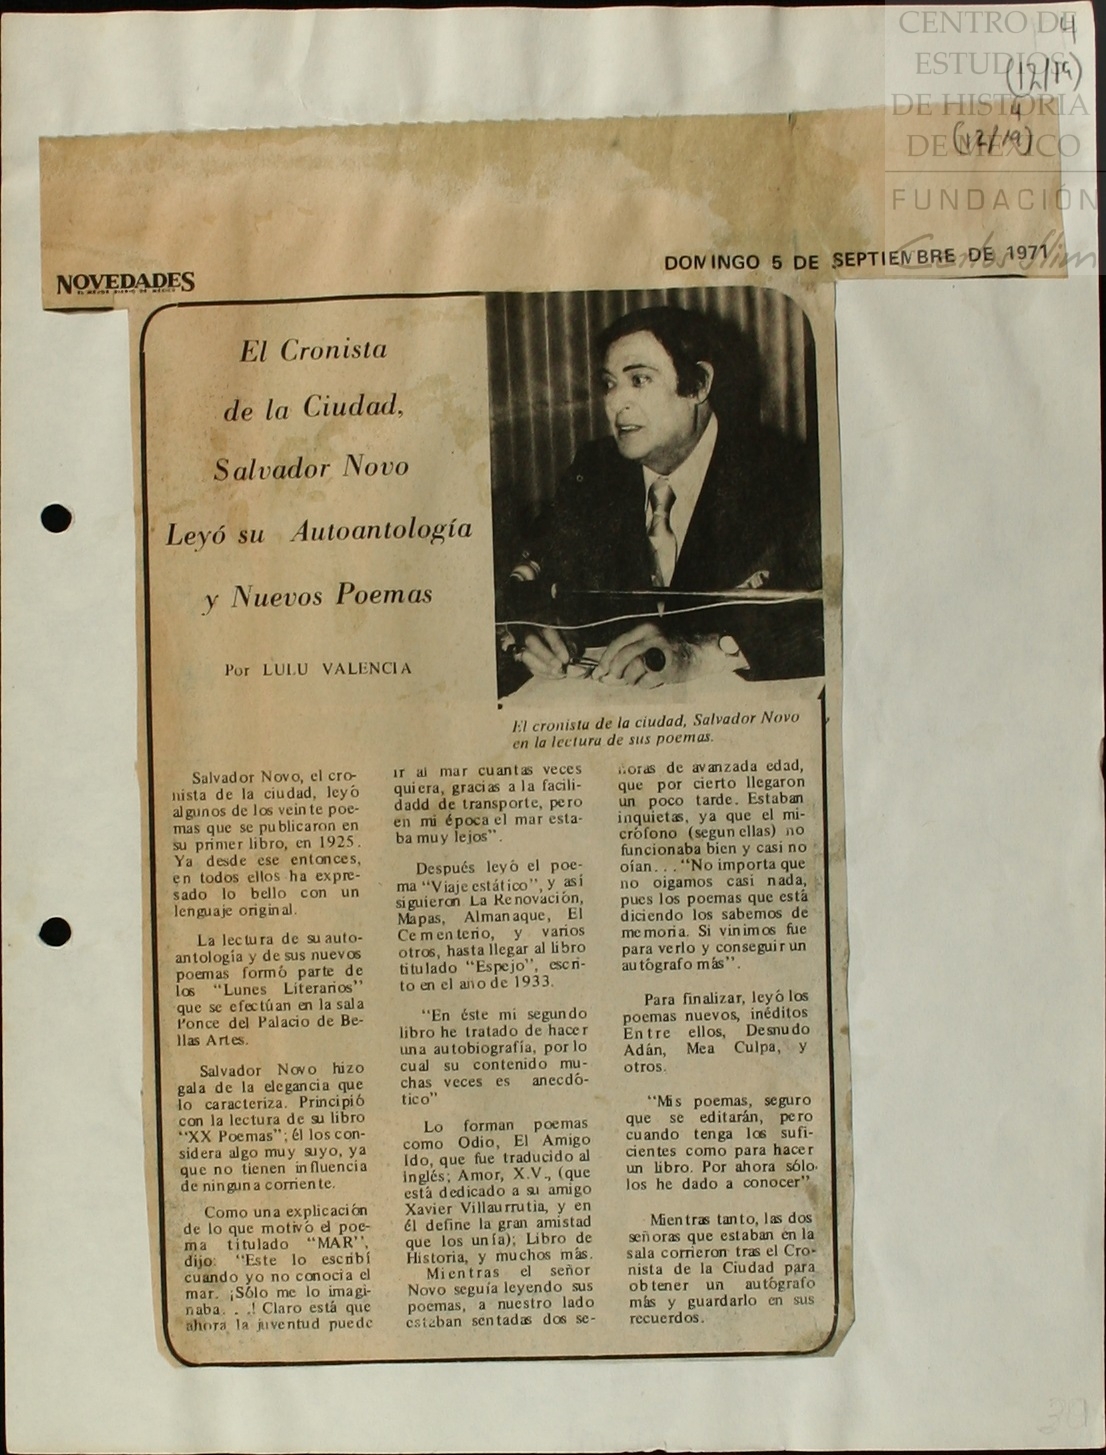 CENTRO DE
ESTUDIOS
DE HISTORIA
DE MÉXICO
FUNDACIÓN
Carlos Slim
4
(12/19)
4
(12/19)
NOVEDADES
EL MEJOR DIARIO DE MEXICO
DOMINGO 5 DE SEPTIEMBRE DE 1971
El Cronista
de la Ciudad,
Salvador Novo
Leyó su Autoantología
y Nuevos Poemas
Por LULU VALENCIA
El cronista de la ciudad, Salvador Novo
en la lectura de sus poemas.
Salvador Novo, el cro-
nista de la ciudad, leyó
algunos de los veinte poe-
mas que se publicaron en
su primer libro, en 1925.
Ya desde ese entonces,
en todos ellos ha expre-
sado lo bello con un
lenguaje original.
La lectura de su auto-
antología y de sus nuevos
poemas formó parte de
los “Lunes Literarios”
que se efectúan en la sala
Ponce del Palacio de Be-
llas Artes.
Salvador Novo hizo
gala de la elegancia que
lo caracteriza. Principió
con la lectura de su libro
“XX Poemas”; él los con-
sidera algo muy suyo, ya
que no tienen influencia
de ninguna corriente.
Como una explicación
de lo que motivó el poe-
ma titulado “MAR”,
dijo: “Este lo escribí
cuando yo no conocia el
mar. ¡Sólo me lo imagi-
naba. . .! Claro está que
ahora la juventud puede
ir al mar cuantas veces
quiera, gracias a la facili-
dadd de transporte, pero
en mi época el mar esta-
ba muy lejos”.
Después leyó el poe-
ma “Viaje estático”, y así
siguieron La Renovación,
Mapas, Almanaque, El
Cementerio, y varios
otros, hasta llegar al libro
titulado “Espejo”, escri-
to en el año de 1933.
“En éste mi segundo
libro he tratado de hacer
una autobiografía, por lo
cual su contenido mu-
chas veces es anecdó-
tico”
Lo forman poemas
como Odio, El Amigo
Ido, que fue traducido al
inglés; Amor, X.V., (que
está dedicado a su amigo
Xavier Villaurrutia, y en
él define la gran amistad
que los unía); Libro de
Historia, y muchos más.
Mientras el señor
Novo seguía leyendo sus
poemas, a nuestro lado
estaban sentadas dos se-
ñoras de avanzada edad,
que por cierto llegaron
un poco tarde. Estaban
inquietas, ya que el mi-
crófono (segun ellas) no
funcionaba bien y casi no
oían. . . “No importa que
no oigamos casi nada,
pues los poemas que está
diciendo los sabemos de
memoria. Si vinimos fue
para verlo y conseguir un
autógrafo más”.
Para finalizar, leyó los
poemas nuevos, inéditos
Entre ellos, Desnudo
Adán, Mea Culpa, y
otros.
“Mis poemas, seguro
que se editarán, pero
cuando tenga los sufi-
cientes como para hacer
un libro. Por ahora sólo
los he dado a conocer”
Mientras tanto, las dos
señoras que estaban en la
sala corrieron tras el Cro-
nista de la Ciudad para
obtener un autógrafo
más y guardarlo en sus
recuerdos.